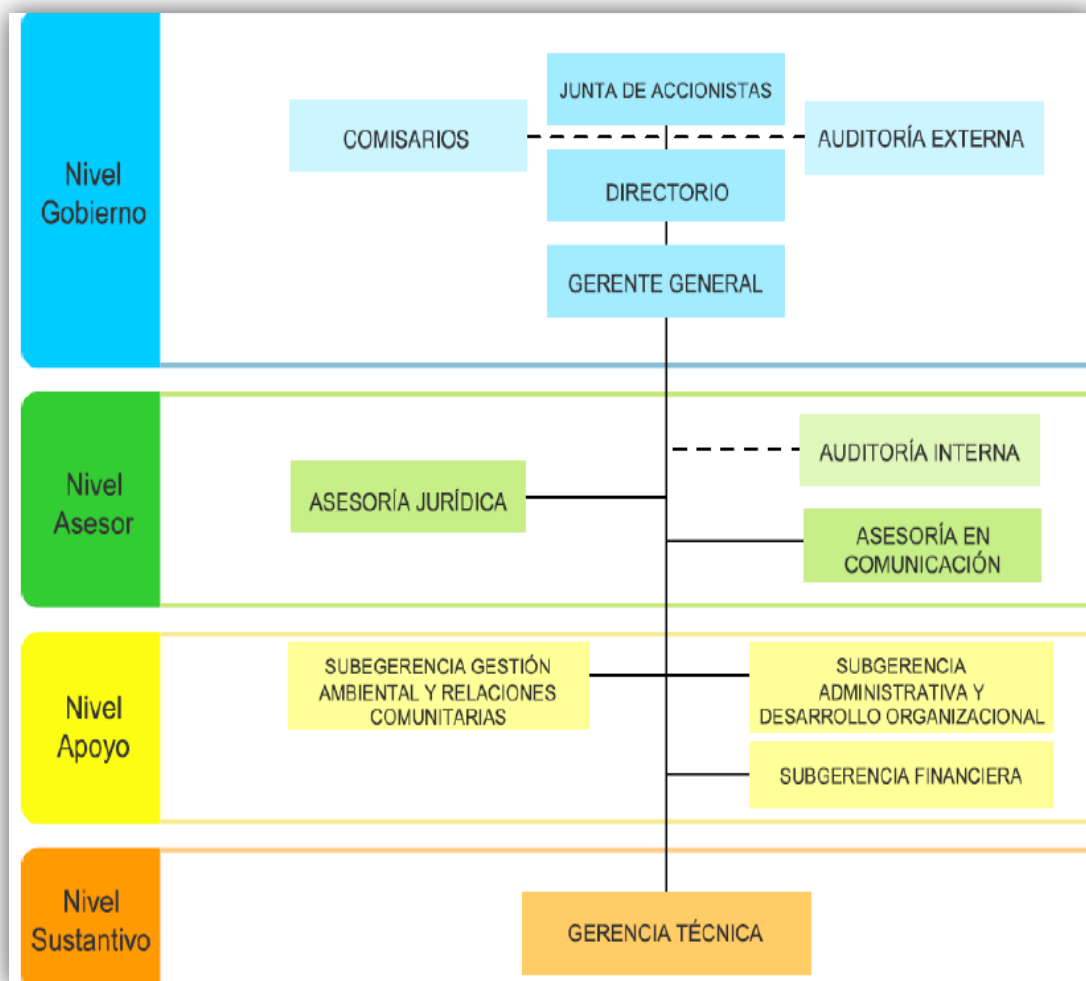 Nivel
Gobierno
JUNTA DE ACCIONISTAS
COMISARIOS
AUDITORÍA EXTERNA
DIRECTORIO
GERENTE GENERAL
Nivel
Asesor
AUDITORÍA INTERNA
ASESORÍA JURÍDICA
ASESORÍA EN
COMUNICACIÓN
Nivel
Apoyo
SUBEGERENCIA GESTIÓN
AMBIENTAL Y RELACIONES
COMUNITARIAS
SUBGERENCIA
ADMINISTRATIVA Y
DESARROLLO ORGANIZACIONAL
SUBGERENCIA FINANCIERA
Nivel
Sustantivo
GERENCIA TÉCNICA